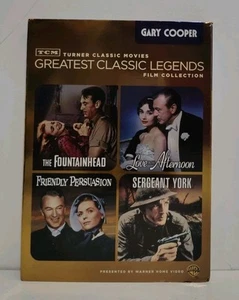 GARY COOPER
TCM
TURNER CLASSIC MOVIES
GREATEST CLASSIC LEGENDS
FILM COLLECTION
THE FOUNTAINHEAD
Love in the Afternoon
FRIENDLY PERSUASION
SERGEANT YORK
PRESENTED BY WARNER HOME VIDEO